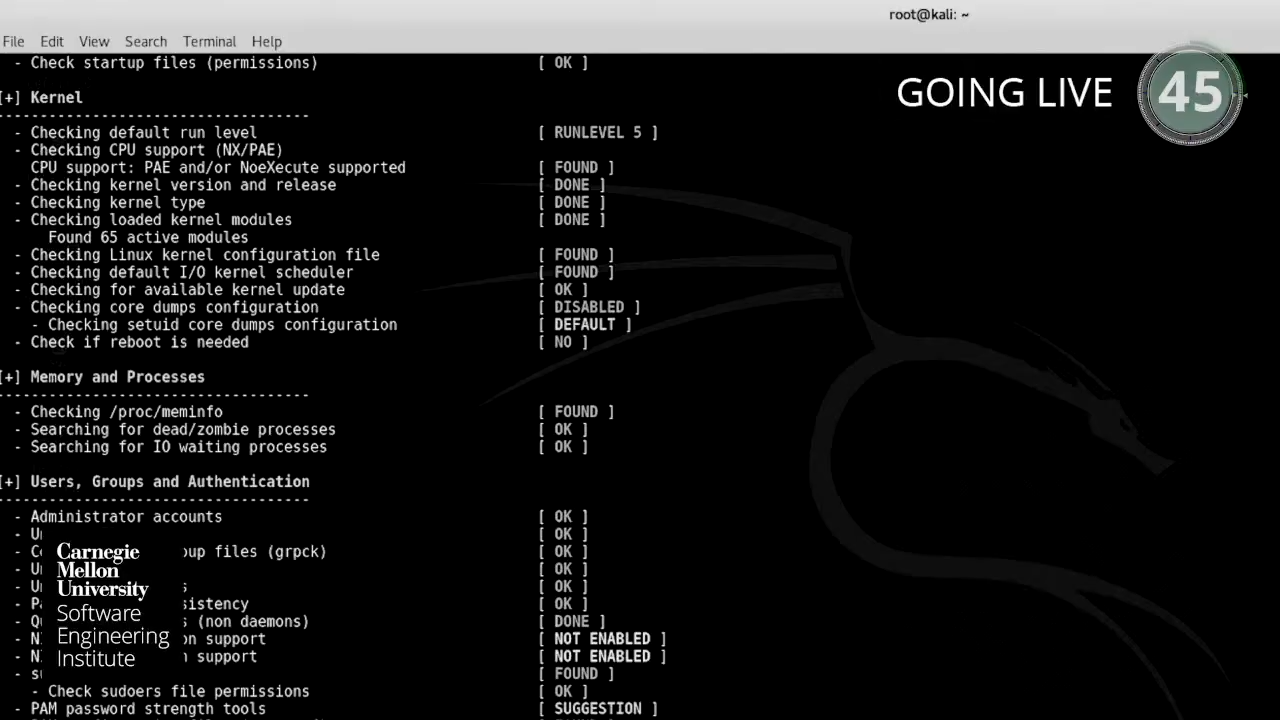 root@kali: ~
File Edit View Search Terminal Help
- Check startup files (permissions) [ OK ]
GOING LIVE 45
[+] Kernel
------------------------------------
- Checking default run level [ RUNLEVEL 5 ]
- Checking CPU support (NX/PAE)
CPU support: PAE and/or NoeXecute supported [ FOUND ]
- Checking kernel version and release [ DONE ]
- Checking kernel type [ DONE ]
- Checking loaded kernel modules [ DONE ]
Found 65 active modules
- Checking Linux kernel configuration file [ FOUND ]
- Checking default I/O kernel scheduler [ FOUND ]
- Checking for available kernel update [ OK ]
- Checking core dumps configuration [ DISABLED ]
- Checking setuid core dumps configuration [ DEFAULT ]
- Check if reboot is needed [ NO ]
[+] Memory and Processes
------------------------------------
- Checking /proc/meminfo [ FOUND ]
- Searching for dead/zombie processes [ OK ]
- Searching for IO waiting processes [ OK ]
[+] Users, Groups and Authentication
------------------------------------
- Administrator accounts [ OK ]
- [ OK ]
- files (grpck) [ OK ]
- [ OK ]
- [ OK ]
- [ OK ]
- (non daemons) [ DONE ]
- support [ NOT ENABLED ]
- support [ NOT ENABLED ]
- [ FOUND ]
- Check sudoers file permissions [ OK ]
- PAM password strength tools [ SUGGESTION ]
Carnegie
Mellon
University
Software
Engineering
Institute